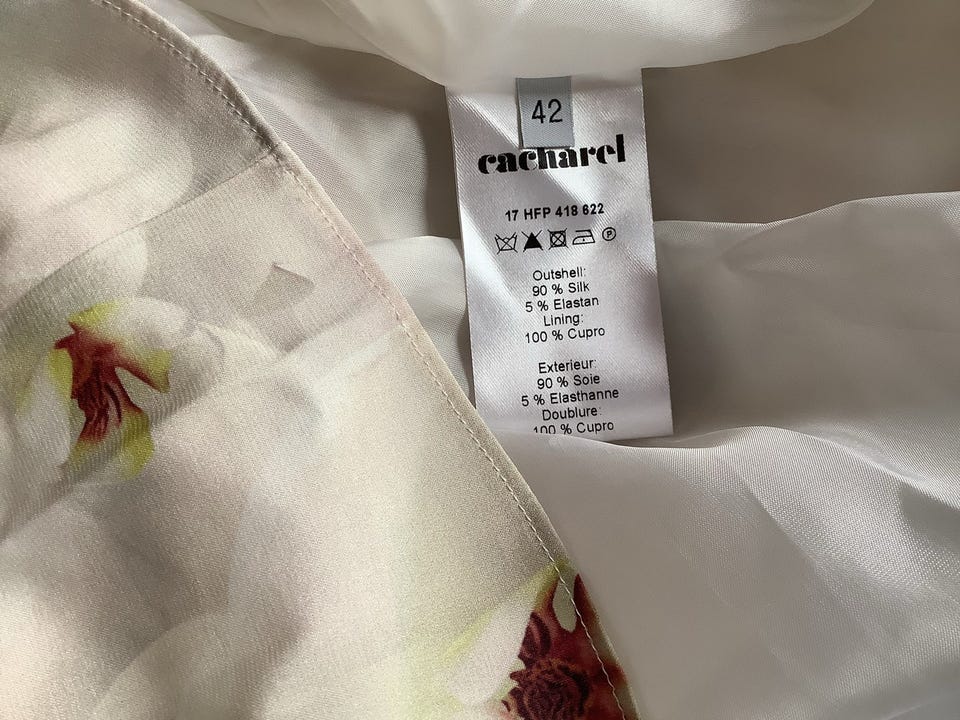 42
cacharel
17 HFP 418 622
P
Outshell:
90 % Silk
5 % Elastan
Lining:
100 % Cupro
Exterieur:
90 % Soie
5 % Elasthanne
Doublure:
100 % Cupro